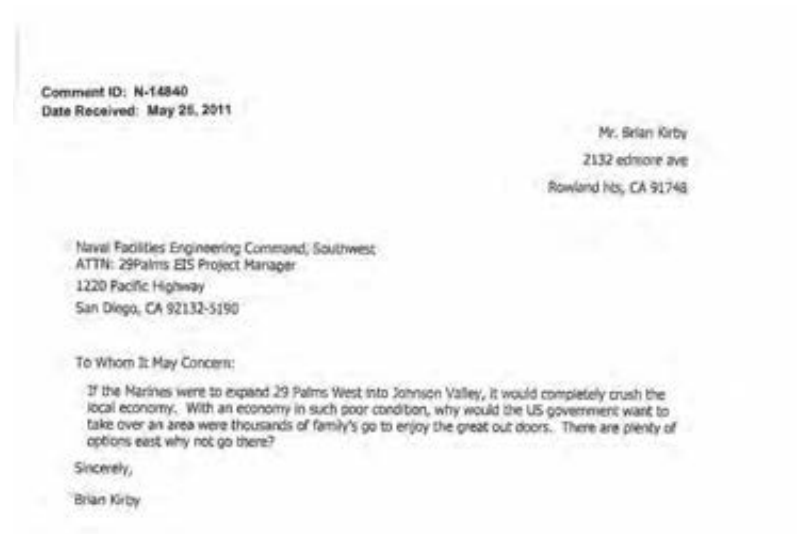 Comment ID: N-14840
Date Received: May 25, 2011
Mr. Brian Kirby
2132 edmore ave
Rowland hts, CA 91748
Naval Facilities Engineering Command, Southwest
ATTN: 29Palms EIS Project Manager
1220 Pacific Highway
San Diego, CA 92132-5190
To Whom It May Concern:
If the Marines were to expand 29 Palms West into Johnson Valley, it would completely crush the
local economy. With an economy in such poor condition, why would the US government want to
take over an area were thousands of family's go to enjoy the great out doors. There are plenty of
options east why not go there?
Sincerely,
Brian Kirby